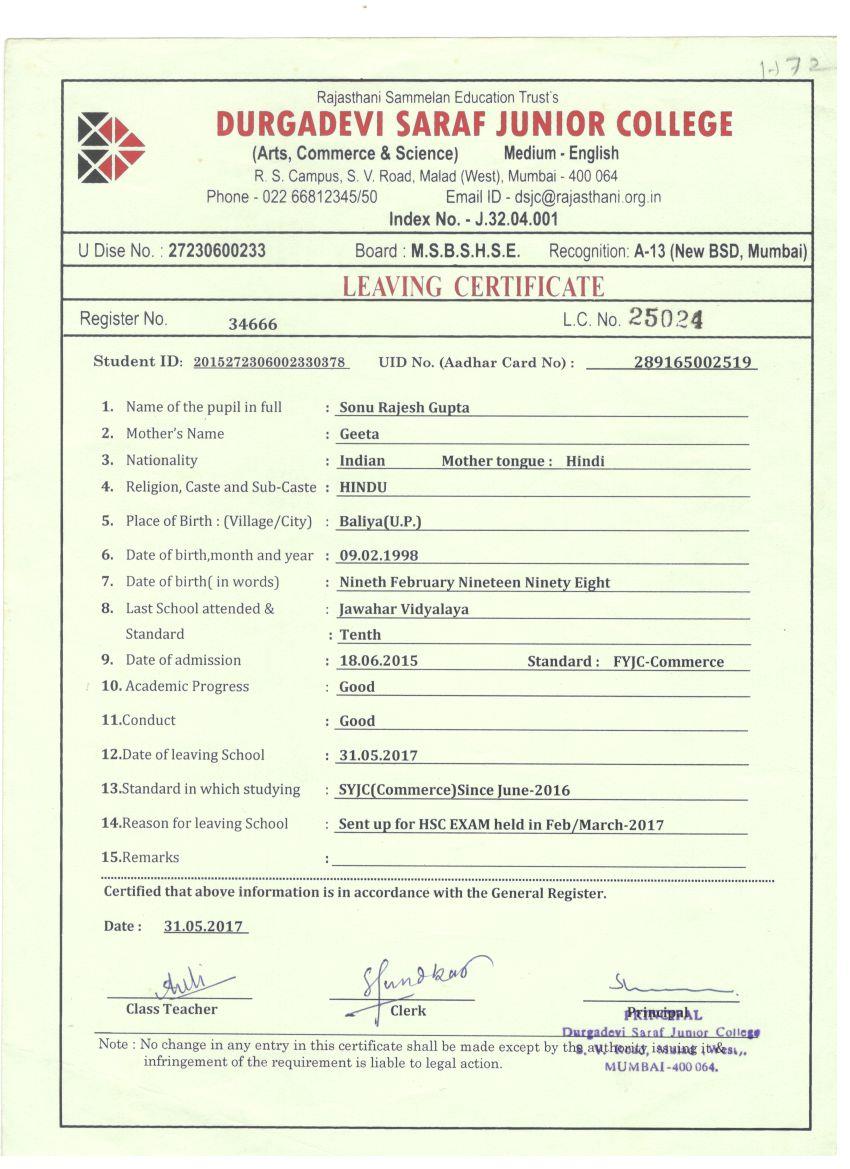 1172
Rajasthani Sammelan Education Trust's
DURGADEVI SARAF JUNIOR COLLEGE
(Arts, Commerce & Science) Medium - English
R. S. Campus, S. V. Road, Malad (West), Mumbai - 400 064
Phone - 022 66812345/50 Email ID - dsjc@rajasthani.org.in
Index No. - J.32.04.001
U Dise No. : 27230600233 Board : M.S.B.S.H.S.E. Recognition: A-13 (New BSD, Mumbai)
LEAVING CERTIFICATE
Register No. 34666 L.C. No. 25024
Student ID: 2015272306002330378 UID No. (Aadhar Card No) : 289165002519
1. Name of the pupil in full : Sonu Rajesh Gupta
2. Mother's Name : Geeta
3. Nationality : Indian Mother tongue : Hindi
4. Religion, Caste and Sub-Caste : HINDU
5. Place of Birth : (Village/City) : Baliya(U.P.)
6. Date of birth,month and year : 09.02.1998
7. Date of birth( in words) : Nineth February Nineteen Ninety Eight
8. Last School attended & : Jawahar Vidyalaya
Standard : Tenth
9. Date of admission : 18.06.2015 Standard : FYJC-Commerce
10. Academic Progress : Good
11.Conduct : Good
12.Date of leaving School : 31.05.2017
13.Standard in which studying : SYJC(Commerce)Since June-2016
14.Reason for leaving School : Sent up for HSC EXAM held in Feb/March-2017
15.Remarks :
Certified that above information is in accordance with the General Register.
Date : 31.05.2017
Class Teacher Clerk Principal
PRINCIPAL
Durgadevi Saraf Junior College
Note : No change in any entry in this certificate shall be made except by the authority issuing it &
S. V. Road, Malad (West),
infringement of the requirement is liable to legal action.
MUMBAI-400 064.